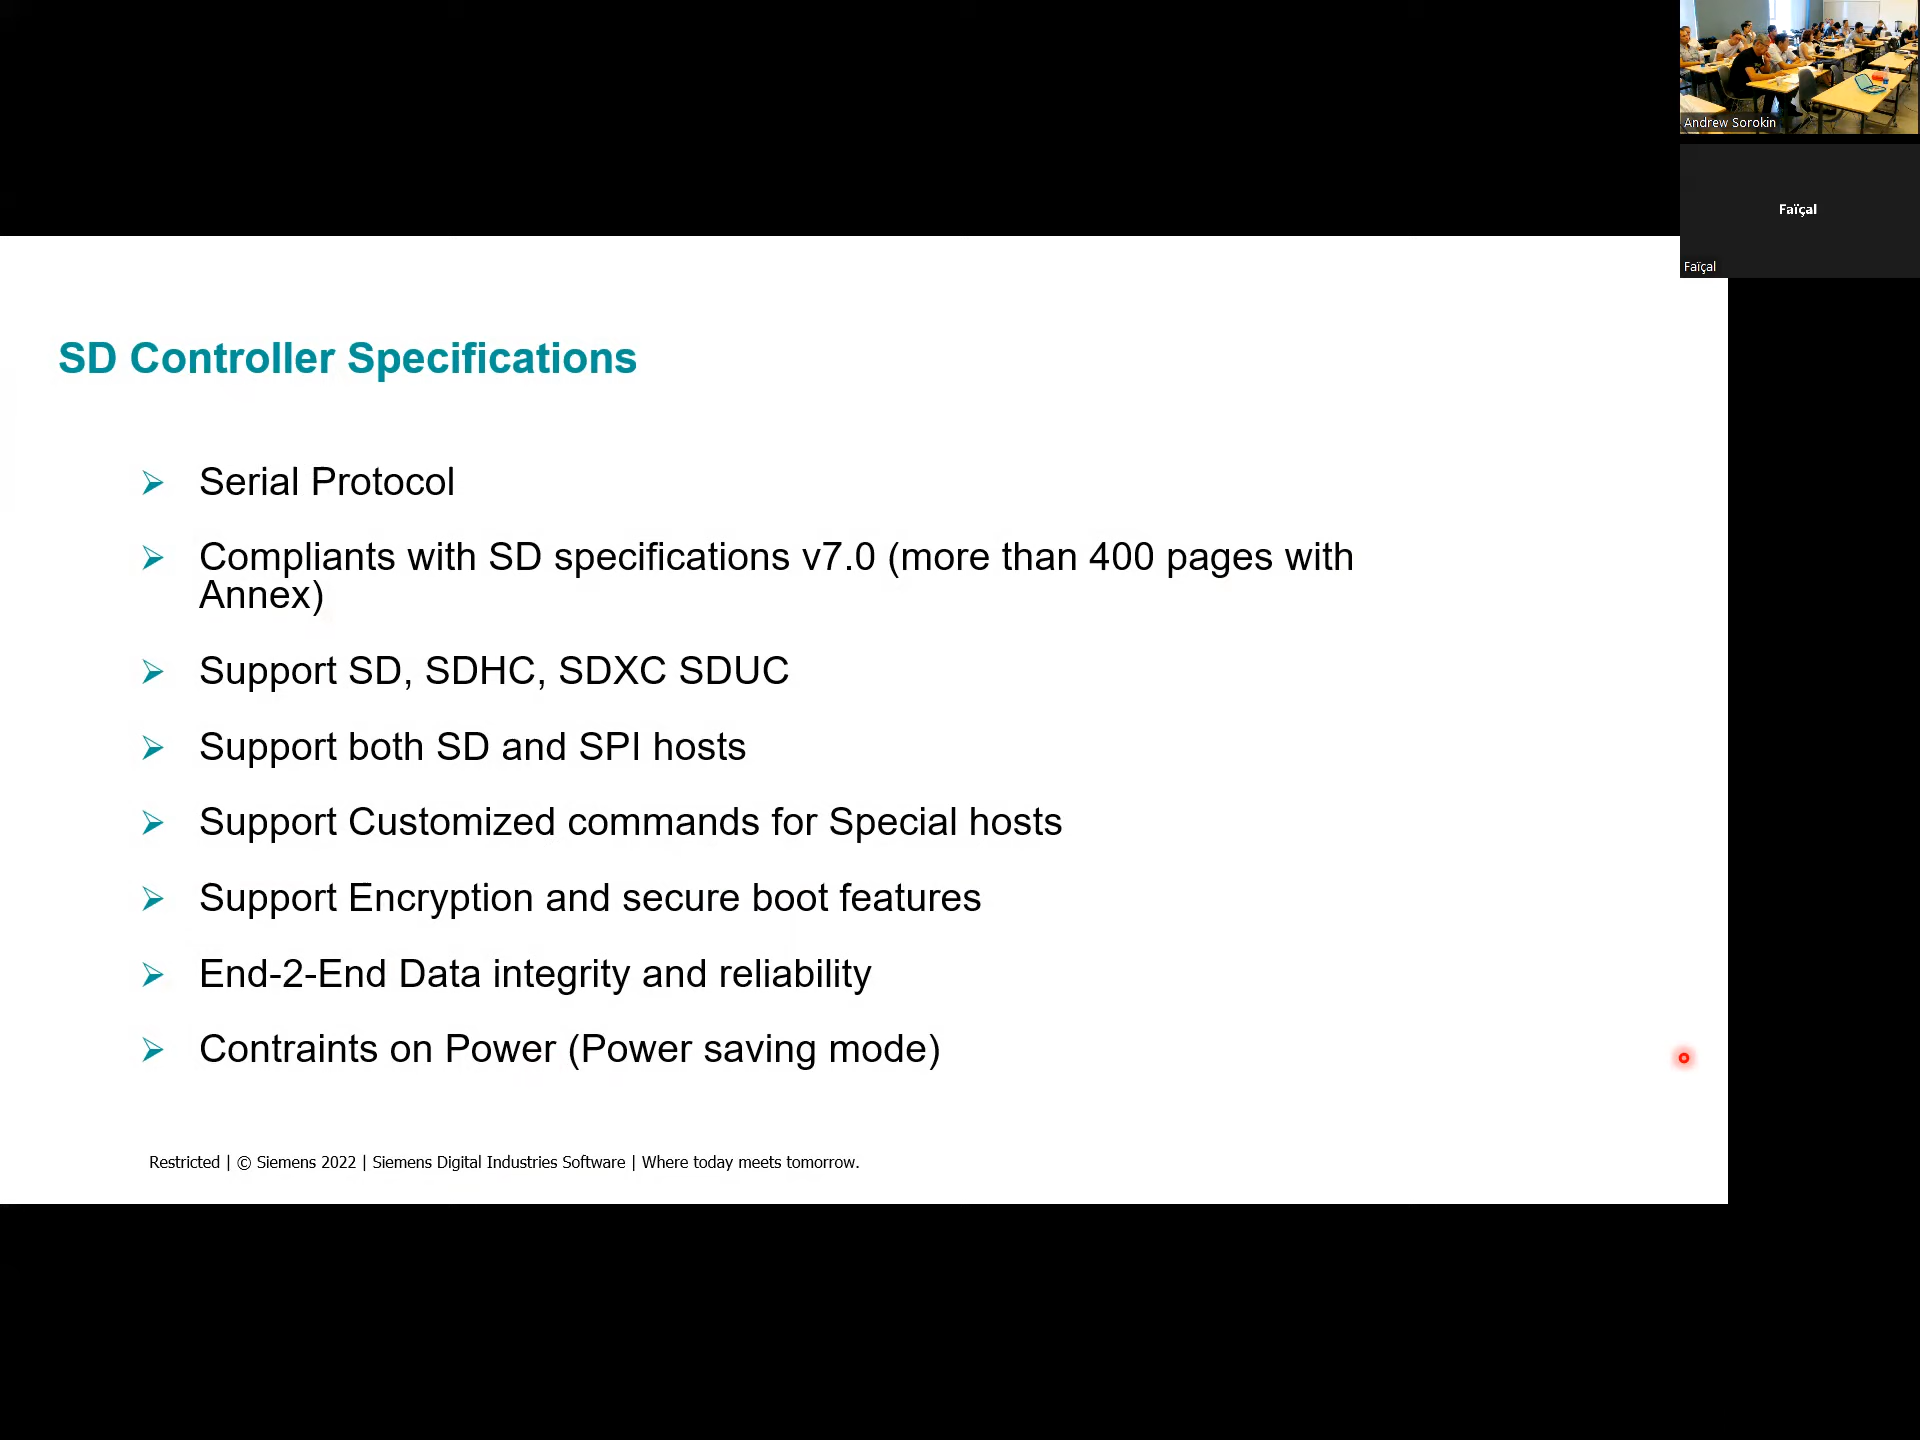 Andrew Sorokin
Faïçal
Faïçal
SD Controller Specifications
Serial Protocol
Compliants with SD specifications v7.0 (more than 400 pages with
Annex)
Support SD, SDHC, SDXC SDUC
Support both SD and SPI hosts
Support Customized commands for Special hosts
Support Encryption and secure boot features
End-2-End Data integrity and reliability
Contraints on Power (Power saving mode)
Restricted | © Siemens 2022 | Siemens Digital Industries Software | Where today meets tomorrow.